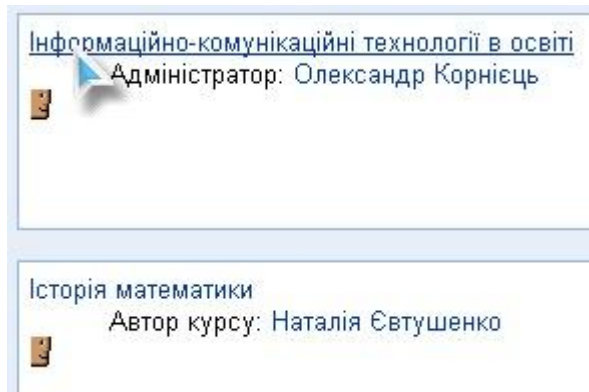 Інформаційно-комунікаційні технології в освіті
Адміністратор: Олександр Корнієць
Історія математики
Автор курсу: Наталія Євтушенко